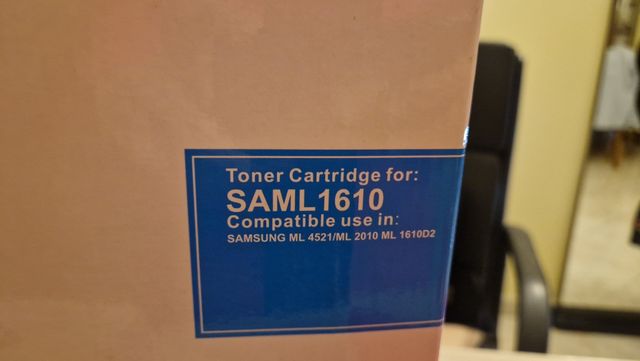 Toner Cartridge for:
SAML1610
Compatible use in:
SAMSUNG ML 4521/ML 2010 ML 1610D2